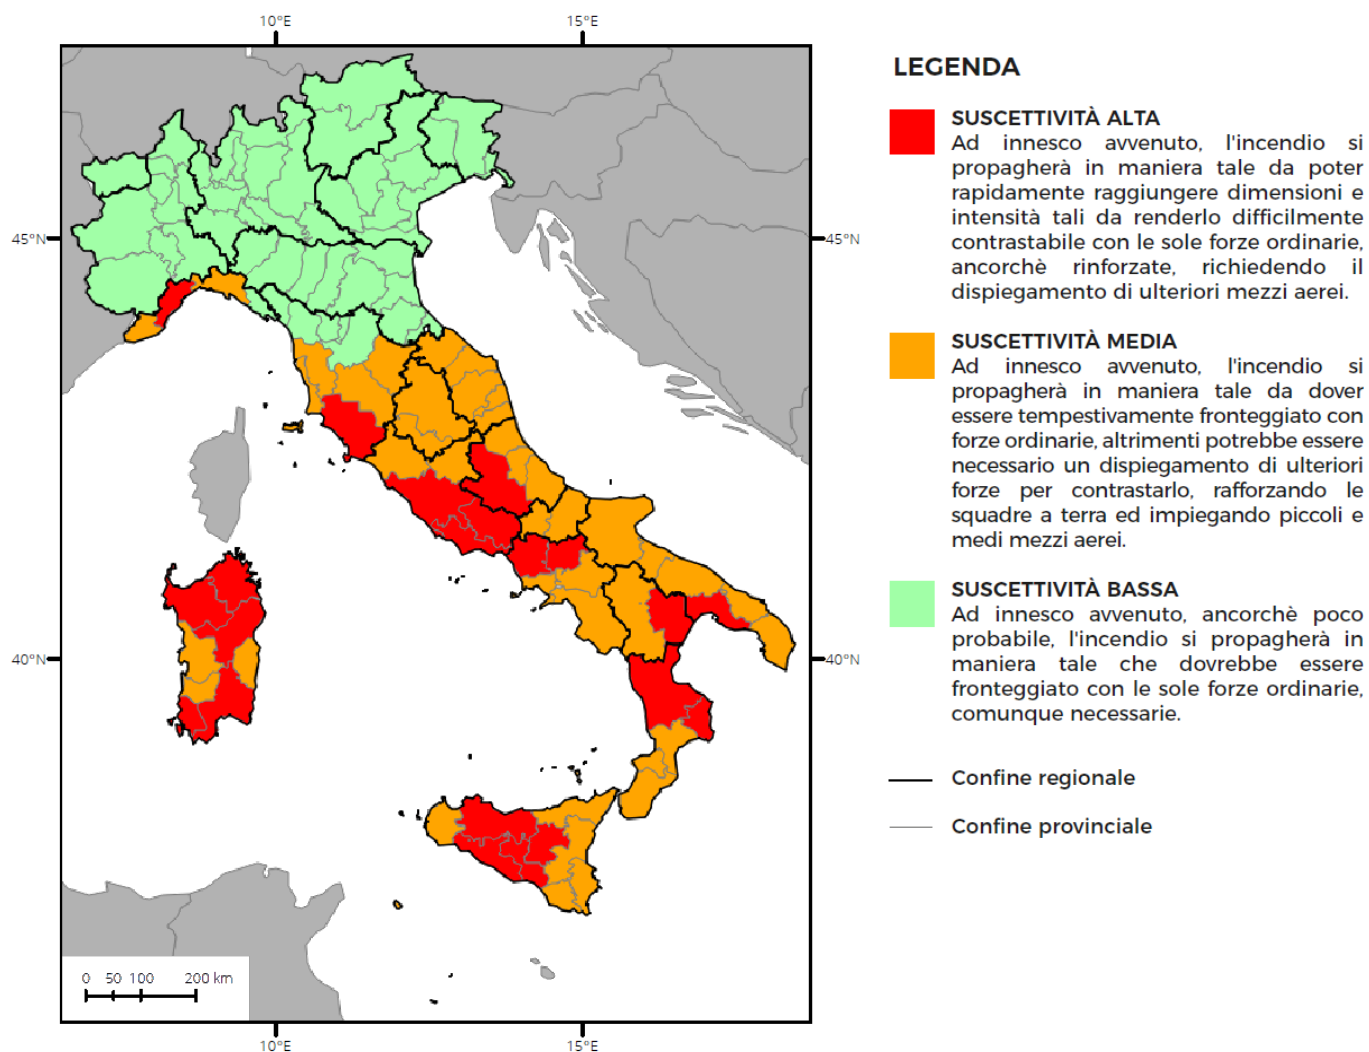 10°E 15°E
LEGENDA
SUSCETTIVITÀ ALTA
Ad innesco avvenuto, l'incendio si
propagherà in maniera tale da poter
rapidamente raggiungere dimensioni e
intensità tali da renderlo difficilmente
contrastabile con le sole forze ordinarie,
ancorchè rinforzate, richiedendo il
dispiegamento di ulteriori mezzi aerei.
45°N 45°N
SUSCETTIVITÀ MEDIA
Ad innesco avvenuto, l'incendio si
propagherà in maniera tale da dover
essere tempestivamente fronteggiato con
forze ordinarie, altrimenti potrebbe essere
necessario un dispiegamento di ulteriori
forze per contrastarlo, rafforzando le
squadre a terra ed impiegando piccoli e
medi mezzi aerei.
SUSCETTIVITÀ BASSA
Ad innesco avvenuto, ancorchè poco
probabile, l'incendio si propagherà in
maniera tale che dovrebbe essere
fronteggiato con le sole forze ordinarie,
comunque necessarie.
40°N 40°N
Confine regionale
Confine provinciale
0 50 100 200 km
10°E 15°E